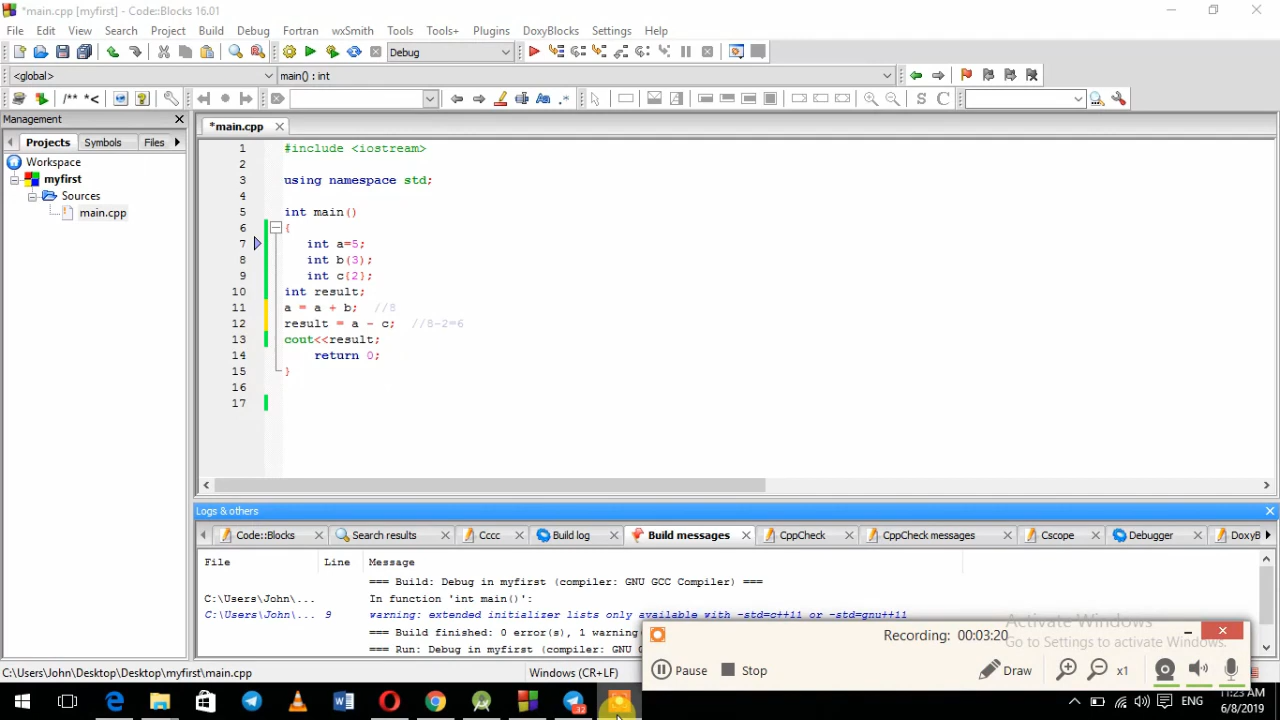 *main.cpp [myfirst] - Code::Blocks 16.01
File Edit View Search Project Build Debug Fortran wxSmith Tools Tools+ Plugins DoxyBlocks Settings Help
Debug
<global> main() : int
/** *< S C
Management
Projects Symbols Files
*main.cpp
Workspace
myfirst
Sources
main.cpp
1 #include <iostream>
2
3 using namespace std;
4
5 int main()
6 {
7 int a=5;
8 int b(3);
9 int c{2};
10 int result;
11 a = a + b; //8
12 result = a - c; //8-2=6
13 cout<<result;
14 return 0;
15 }
16
17
Logs & others
Code::Blocks Search results Cccc Build log Build messages CppCheck CppCheck messages Cscope Debugger DoxyB
File Line Message
=== Build: Debug in myfirst (compiler: GNU GCC Compiler) ===
C:\Users\John\... In function 'int main()':
C:\Users\John\... 9 warning: extended initializer lists only available with -std=c++11 or -std=gnu++11
=== Build finished: 0 error(s), 1 warning
=== Run: Debug in myfirst (compiler: GNU
Activate Windows
Go to Settings to activate Windows.
Recording: 00:03:20
Pause Stop Draw x1
C:\Users\John\Desktop\Desktop\myfirst\main.cpp Windows (CR+LF)
32
ENG
11:23 AM
6/8/2019